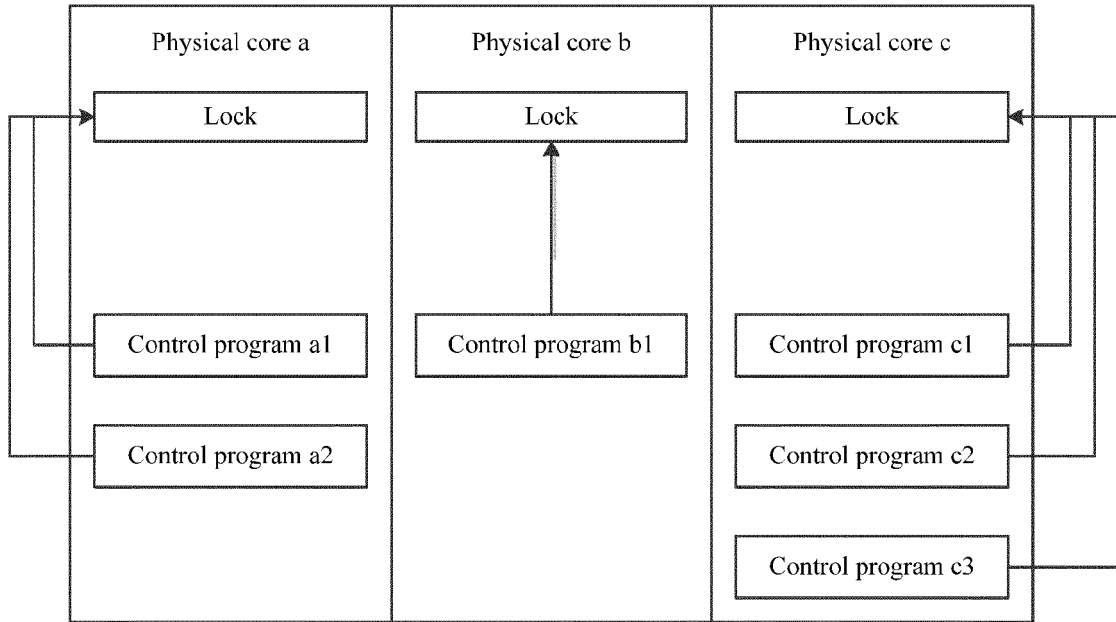 Physical core a
Physical core b
Physical core c
Lock
Lock
Lock
Control program a1
Control program b1
Control program c1
Control program a2
Control program c2
Control program c3